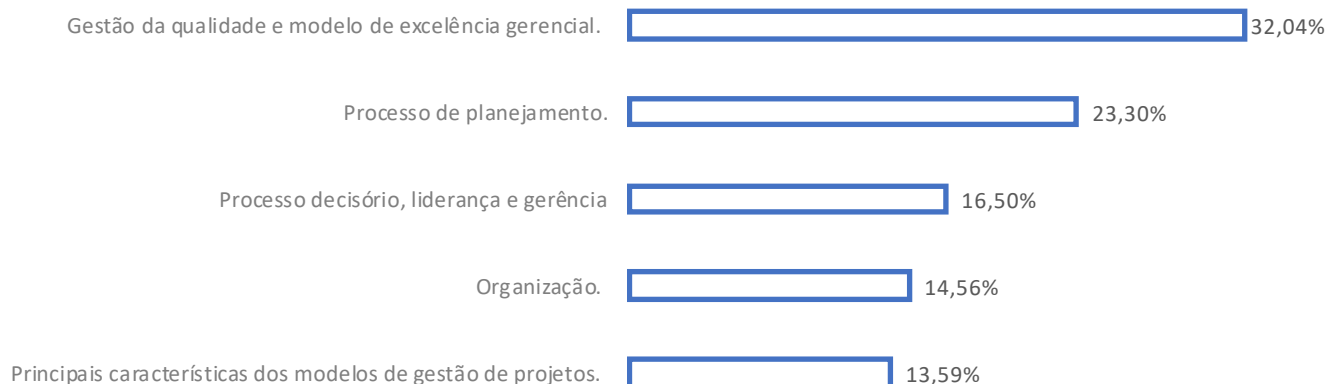 Gestão da qualidade e modelo de excelência gerencial. 32,04%
Processo de planejamento. 23,30%
Processo decisório, liderança e gerência 16,50%
Organização. 14,56%
Principais características dos modelos de gestão de projetos. 13,59%